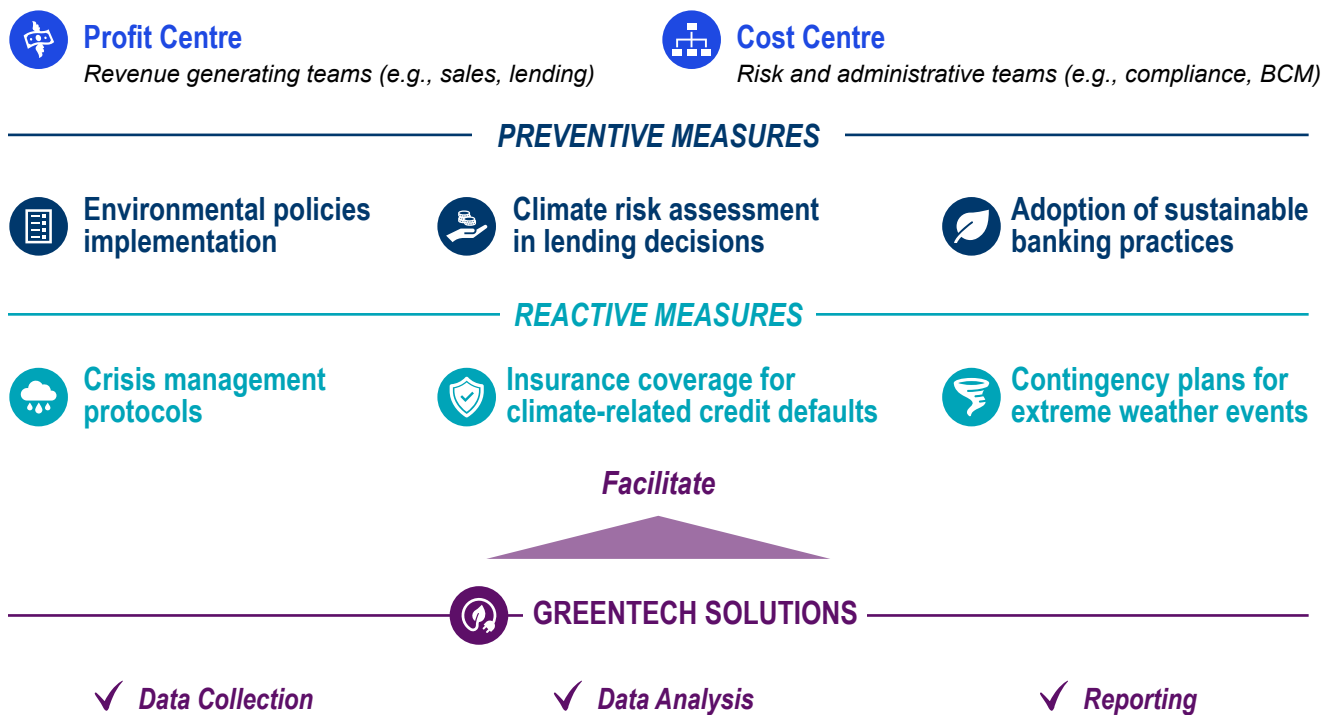 Profit Centre
Revenue generating teams (e.g., sales, lending)
Cost Centre
Risk and administrative teams (e.g., compliance, BCM)
PREVENTIVE MEASURES
Environmental policies
implementation
Climate risk assessment
in lending decisions
Adoption of sustainable
banking practices
REACTIVE MEASURES
Crisis management
protocols
Insurance coverage for
climate-related credit defaults
Contingency plans for
extreme weather events
Facilitate
GREENTECH SOLUTIONS
Data Collection
Data Analysis
Reporting